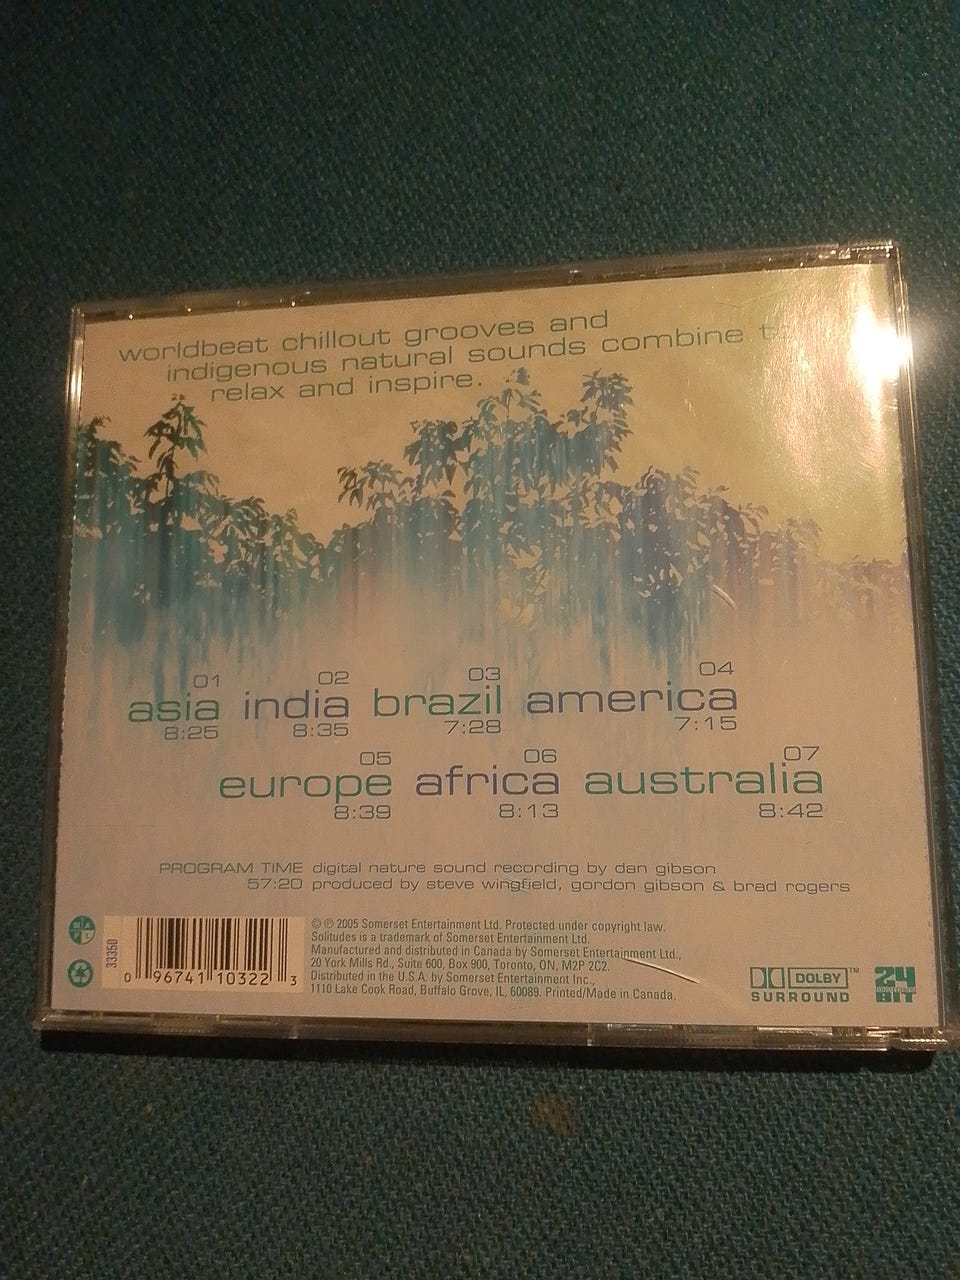 worldbeat chillout grooves and
indigenous natural sounds combine to
relax and inspire.
01 02 03 04
asia india brazil america
8:25 8:35 7:28 7:15
05 06 07
europe africa australia
8:39 8:13 8:42
PROGRAM TIME digital nature sound recording by dan gibson
57:20 produced by steve wingfield, gordon gibson & brad rogers
MAPL
33350
0 96741 10322 3
© ℗ 2005 Somerset Entertainment Ltd. Protected under copyright law.
Solitudes is a trademark of Somerset Entertainment Ltd,
Manufactured and distributed in Canada by Somerset Entertainment Ltd.,
20 York Mills Rd., Suite 600, Box 900, Toronto, ON, M2P 2C2.
Distributed in the U.S.A. by Somerset Entertainment Inc.,
1110 Lake Cook Road, Buffalo Grove, IL, 60089. Printed/Made in Canada.
DOLBY™
SURROUND
24
BIT